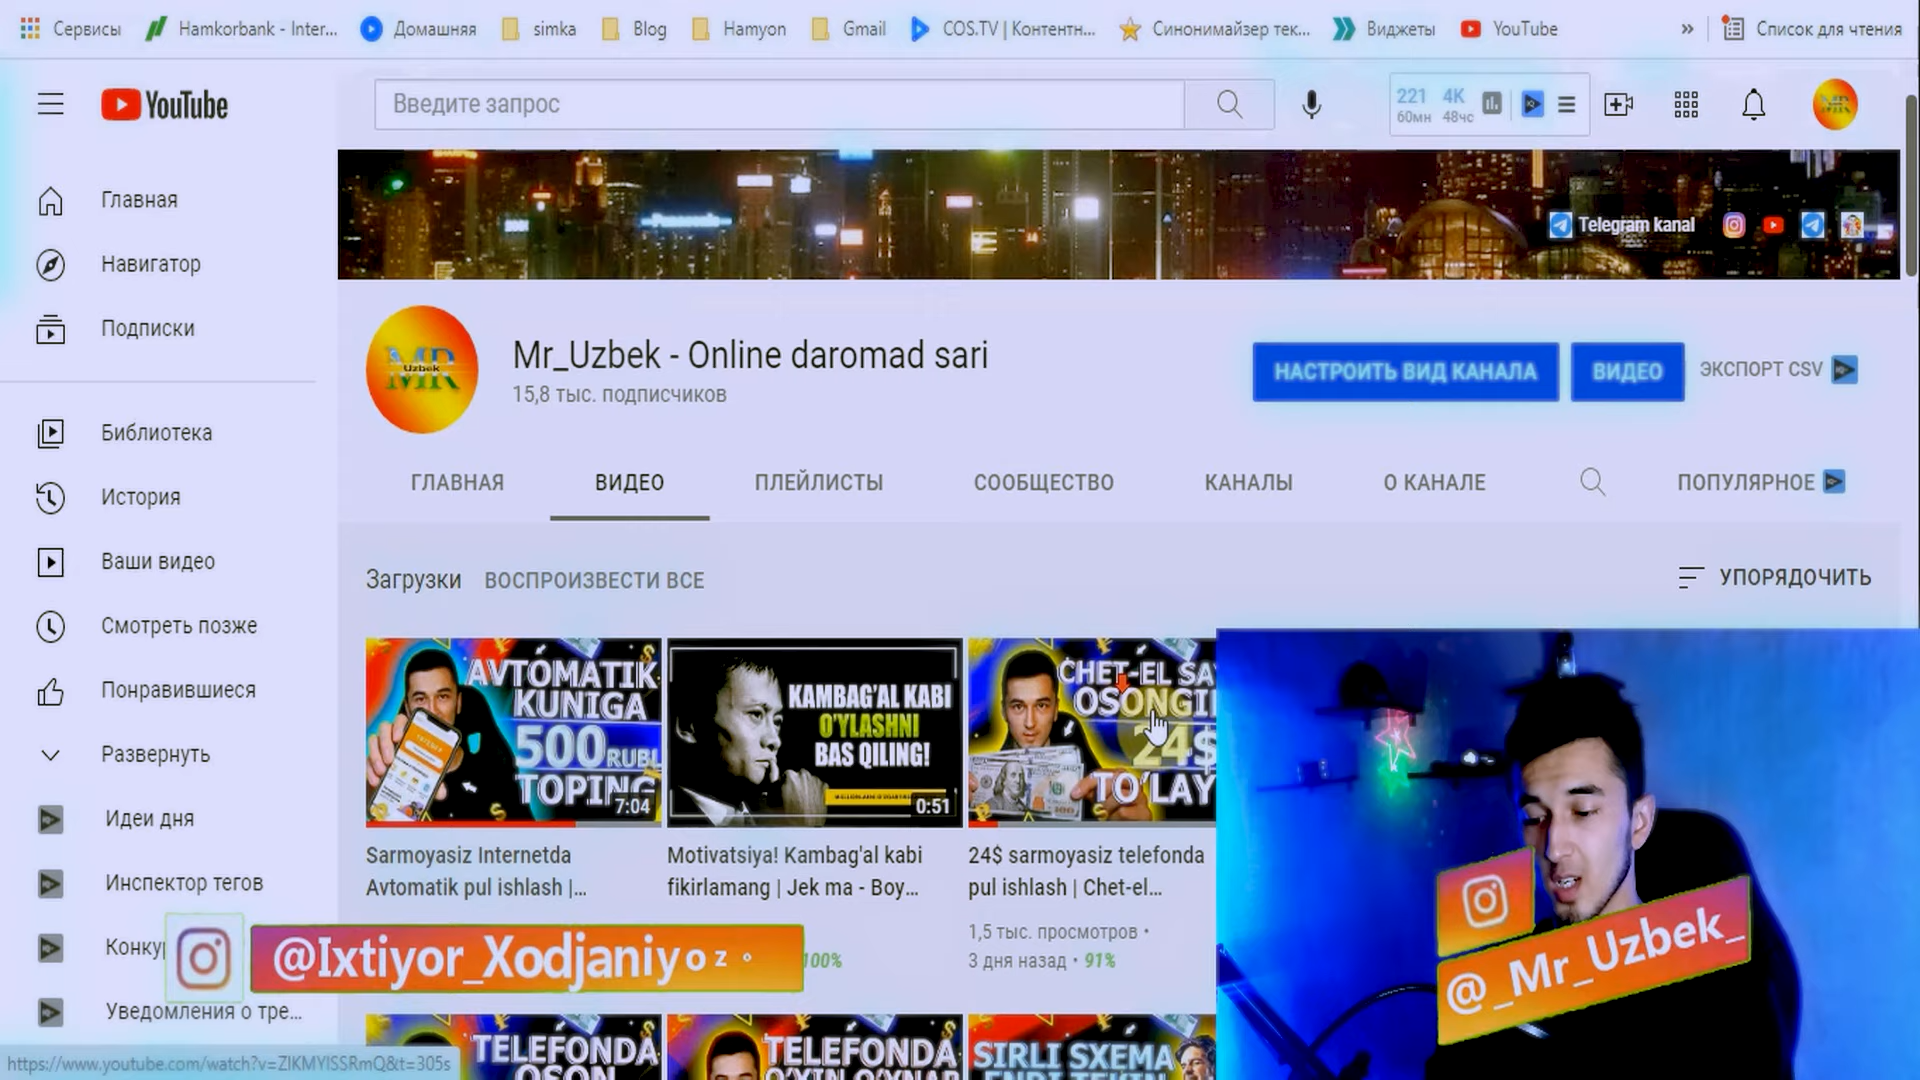 Сервисы
Hamkorbank - Inter...
Домашняя
simka
Blog
Hamyon
Gmail
COS.TV | Контентн...
Синонимайзер тек...
Виджеты
YouTube
»
Список для чтения
YouTube
Введите запрос
221 4K
60мн 48чс
Главная
Навигатор
Подписки
Библиотека
История
Ваши видео
Смотреть позже
Понравившиеся
Развернуть
Идеи дня
Инспектор тегов
Уведомления о тре...
Telegram kanal
MR
Uzbek
Mr_Uzbek - Online daromad sari
15,8 тыс. подписчиков
НАСТРОИТЬ ВИД КАНАЛА
ВИДЕО
ЭКСПОРТ CSV
ГЛАВНАЯ
ВИДЕО
ПЛЕЙЛИСТЫ
СООБЩЕСТВО
КАНАЛЫ
О КАНАЛЕ
ПОПУЛЯРНОЕ
Загрузки
ВОСПРОИЗВЕСТИ ВСЕ
УПОРЯДОЧИТЬ
AVTOMATIK
KUNIGA
500 RUBL
TOPING
7:04
KAMBAG'AL KABI
O'YLASHNI
BAS QILING!
0:51
CHET-EL
24$
Sarmoyasiz Internetda
Avtomatik pul ishlash |...
Motivatsiya! Kambag'al kabi
fikirlamang | Jek ma - Boy...
100%
24$ sarmoyasiz telefonda
pul ishlash | Chet-el...
1,5 тыс. просмотров •
3 дня назад • 91%
@Ixtiyor_Xodjaniyoz
@_Mr_Uzbek_
TELEFONDA
TELEFONDA
SIRLI SXEMA
https://www.youtube.com/watch?v=ZIKMYISSRmQ&t=305s